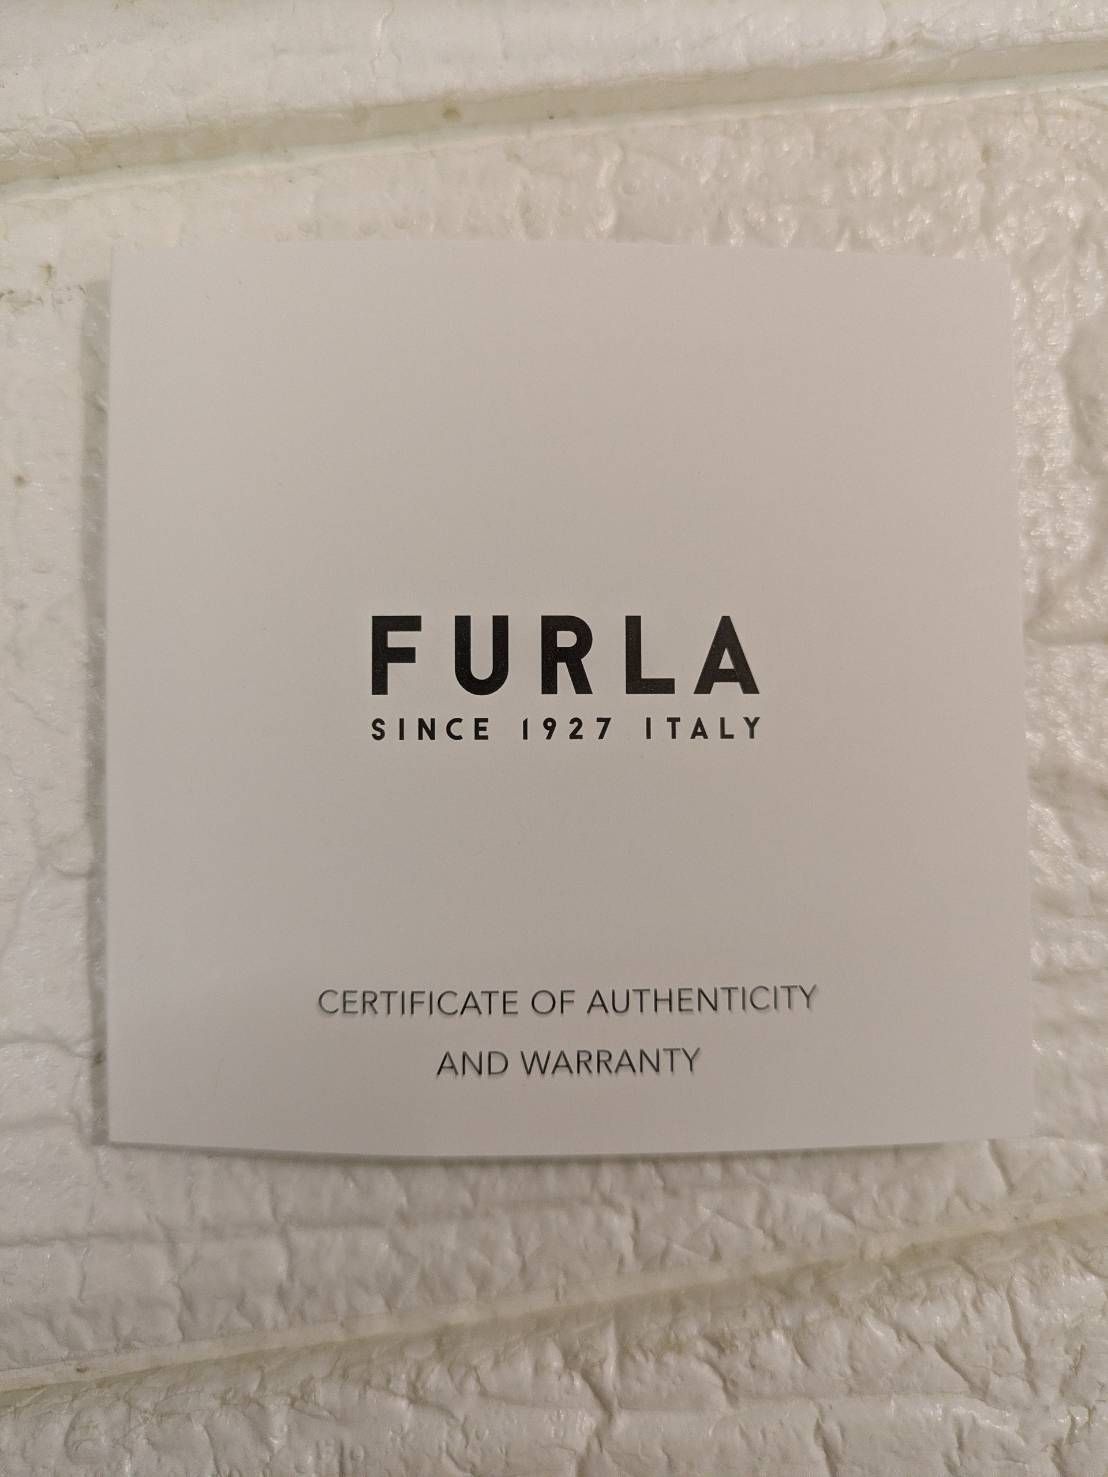 FURLA
SINCE 1927 ITALY
CERTIFICATE OF AUTHENTICITY
AND WARRANTY